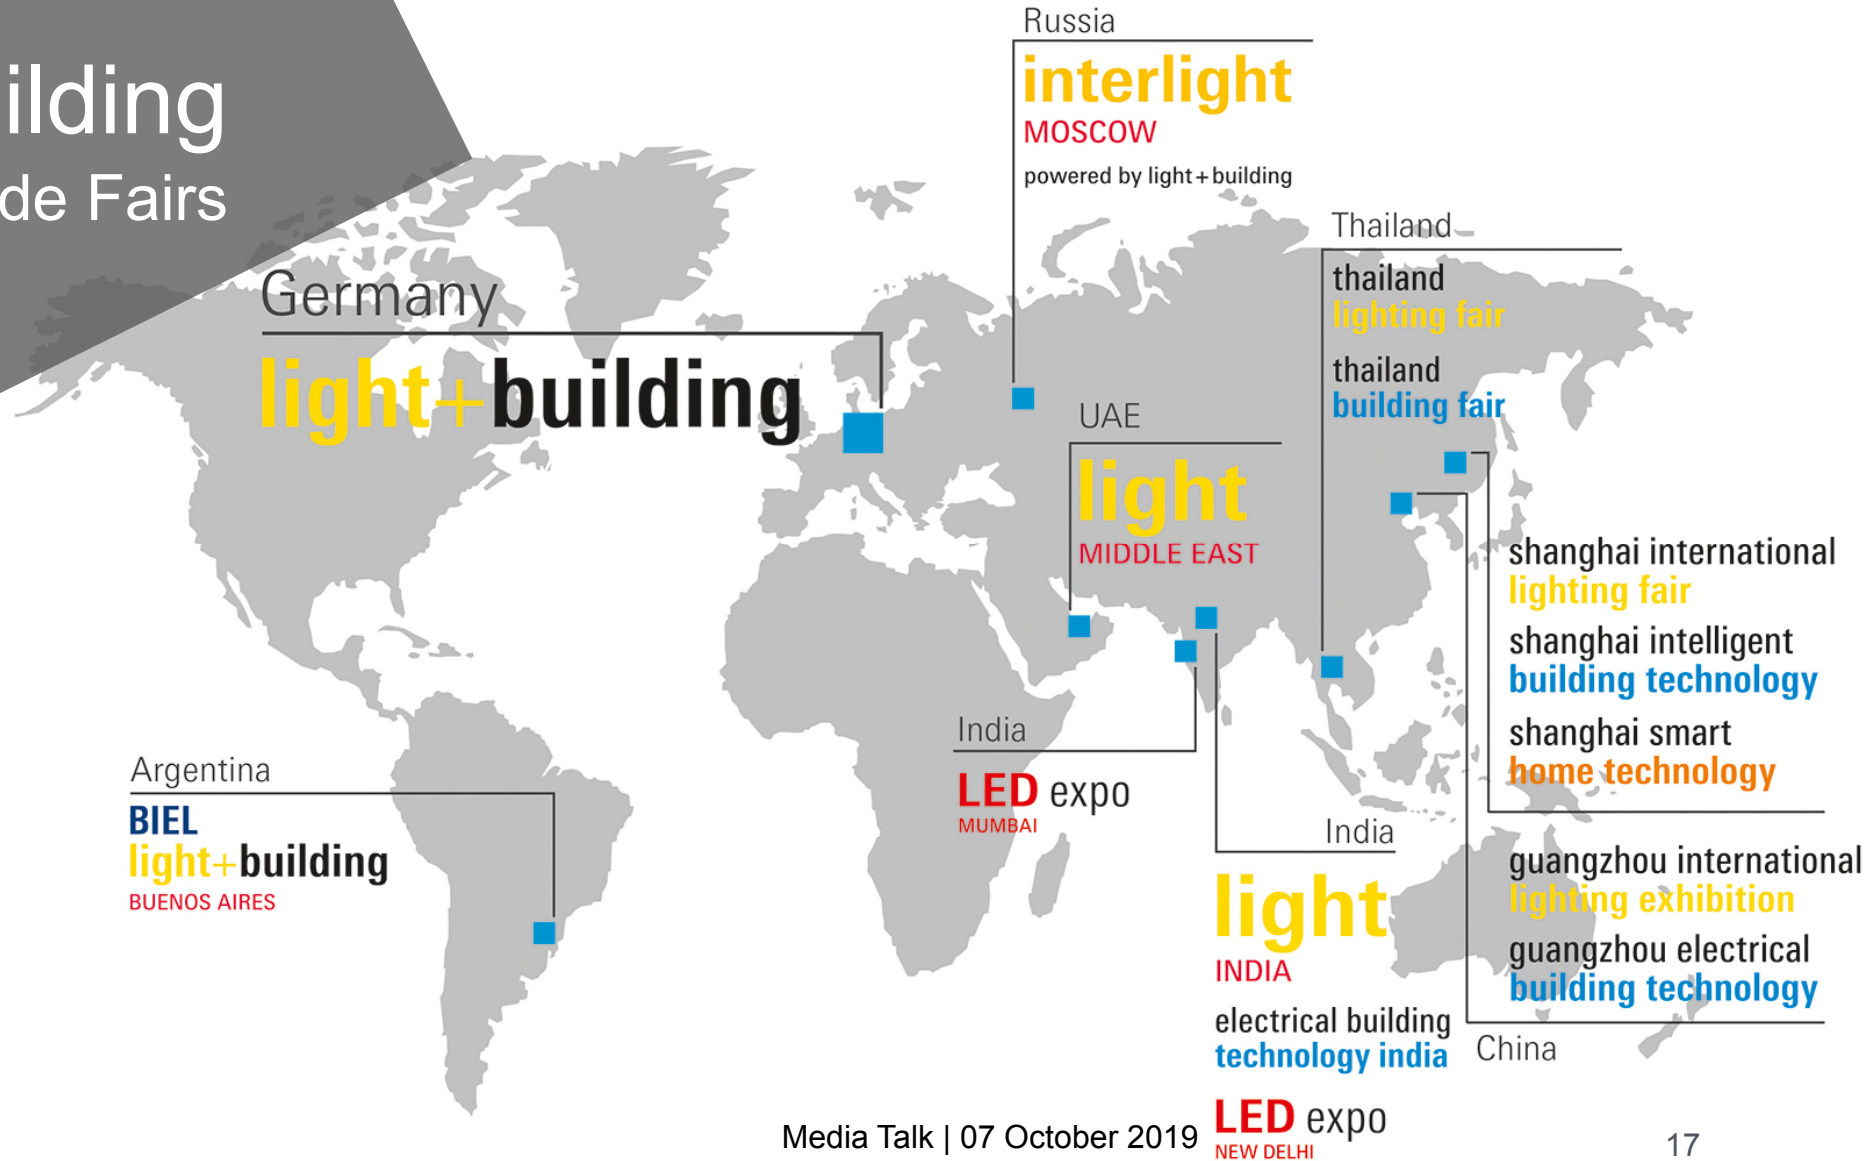 ilding
de Fairs
Russia
interlight
MOSCOW
powered by light+building
Germany
light+building
Thailand
thailand
lighting fair
thailand
building fair
UAE
light
MIDDLE EAST
shanghai international
lighting fair
shanghai intelligent
building technology
shanghai smart
home technology
India
LED expo
MUMBAI
Argentina
BIEL
light+building
BUENOS AIRES
India
light
INDIA
electrical building
technology india
LED expo
NEW DELHI
guangzhou international
lighting exhibition
guangzhou electrical
building technology
China
Media Talk | 07 October 2019
17